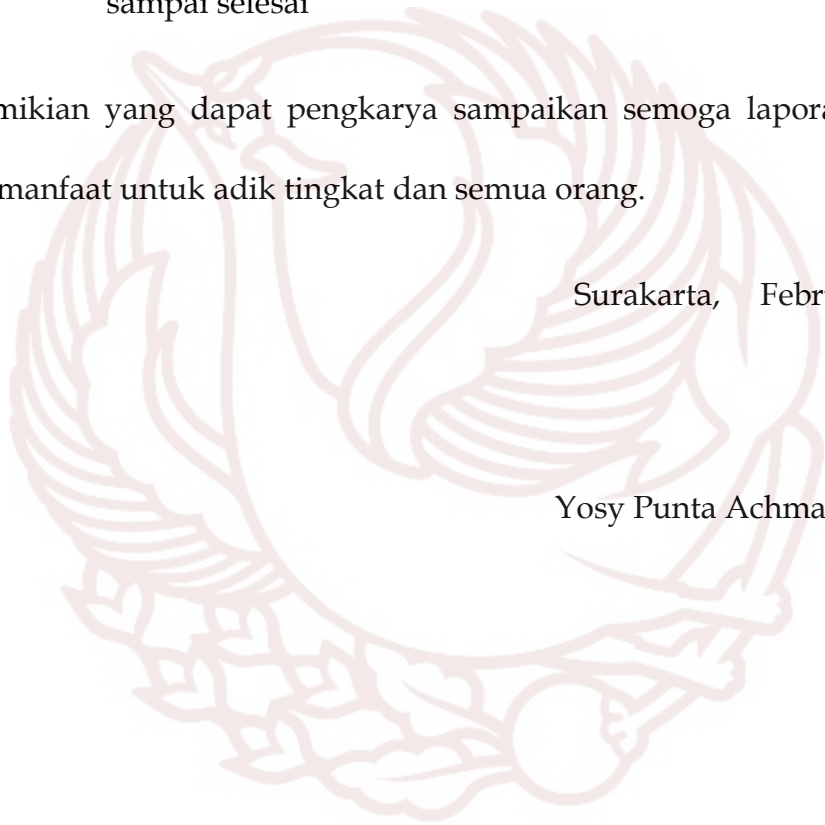 sampai selesai
mikian yang dapat pengkarya sampaikan semoga lapora
manfaat untuk adik tingkat dan semua orang.
Surakarta, Febr
Yosy Punta Achma